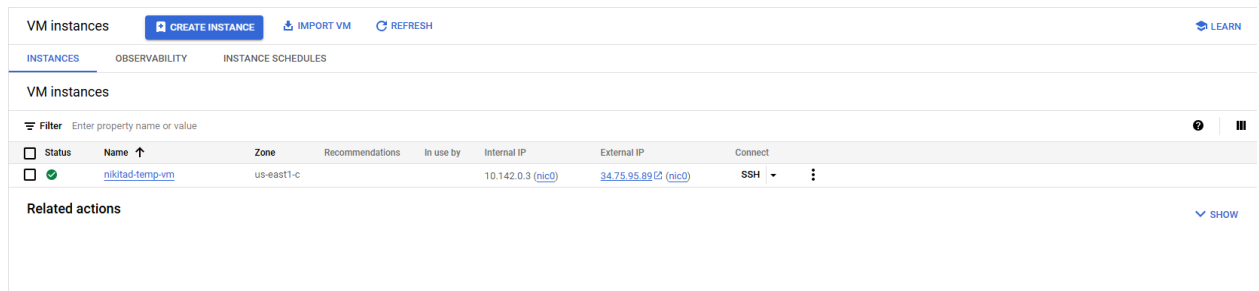 VM instances CREATE INSTANCE IMPORT VM REFRESH LEARN
INSTANCES OBSERVABILITY INSTANCE SCHEDULES
VM instances
Filter Enter property name or value
Status Name Zone Recommendations In use by Internal IP External IP Connect
nikitad-temp-vm us-east1-c 10.142.0.3 (nic0) 34.75.95.89 (nic0) SSH
Related actions SHOW